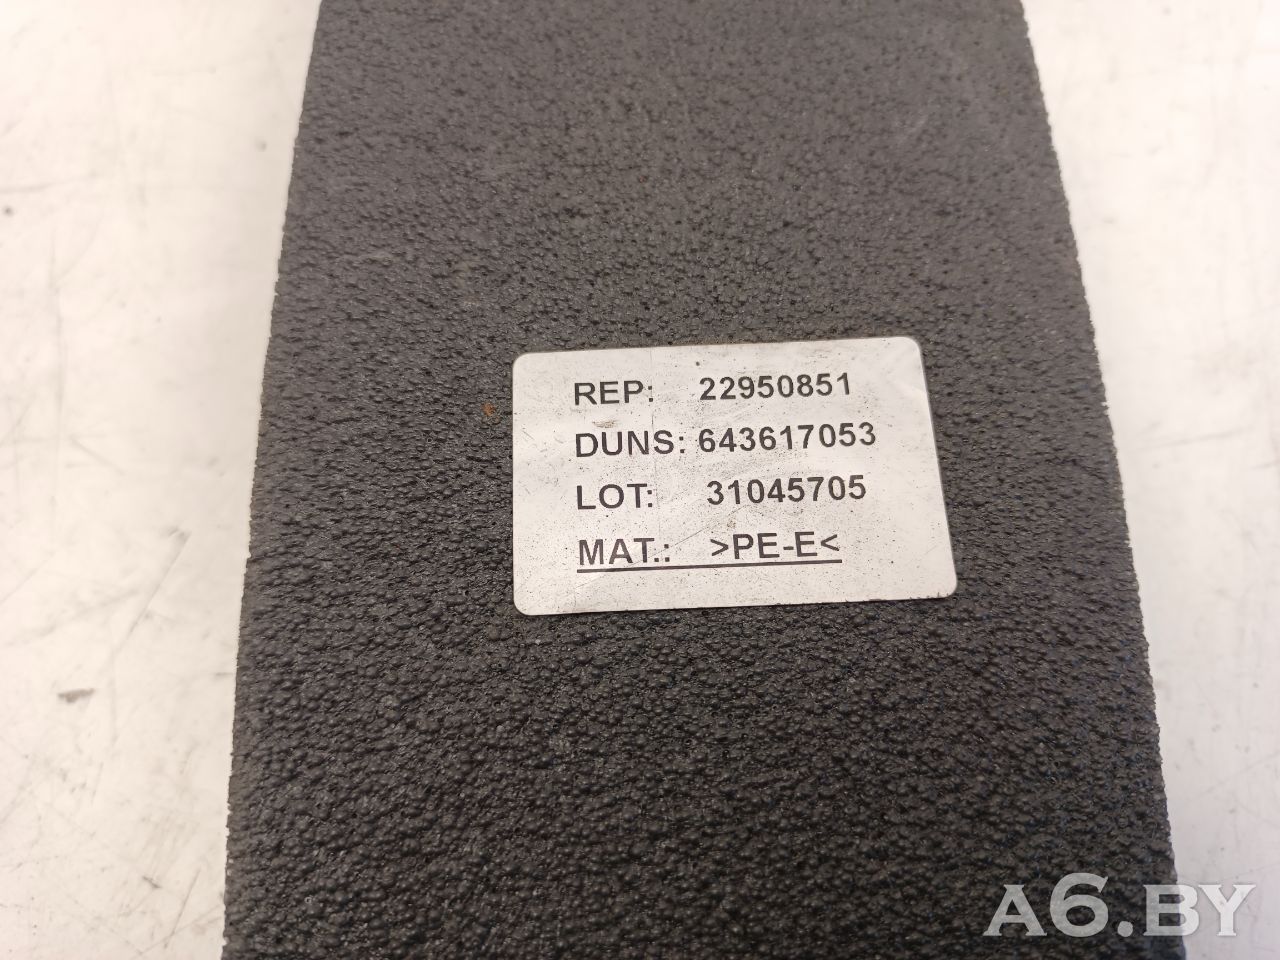 REP: 22950851
DUNS: 643617053
LOT: 31045705
MAT.: >PE-E<
A6.BY